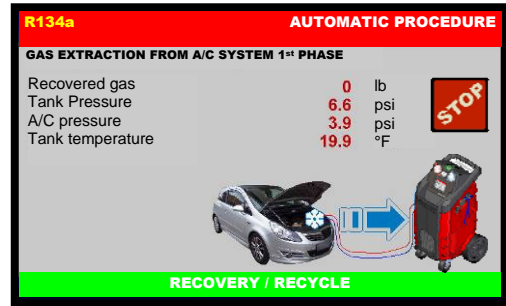 R134a AUTOMATIC PROCEDURE
GAS EXTRACTION FROM A/C SYSTEM 1st PHASE
Recovered gas 0 lb
Tank Pressure 6.6 psi
A/C pressure 3.9 psi
Tank temperature 19.9 °F
STOP
RECOVERY / RECYCLE